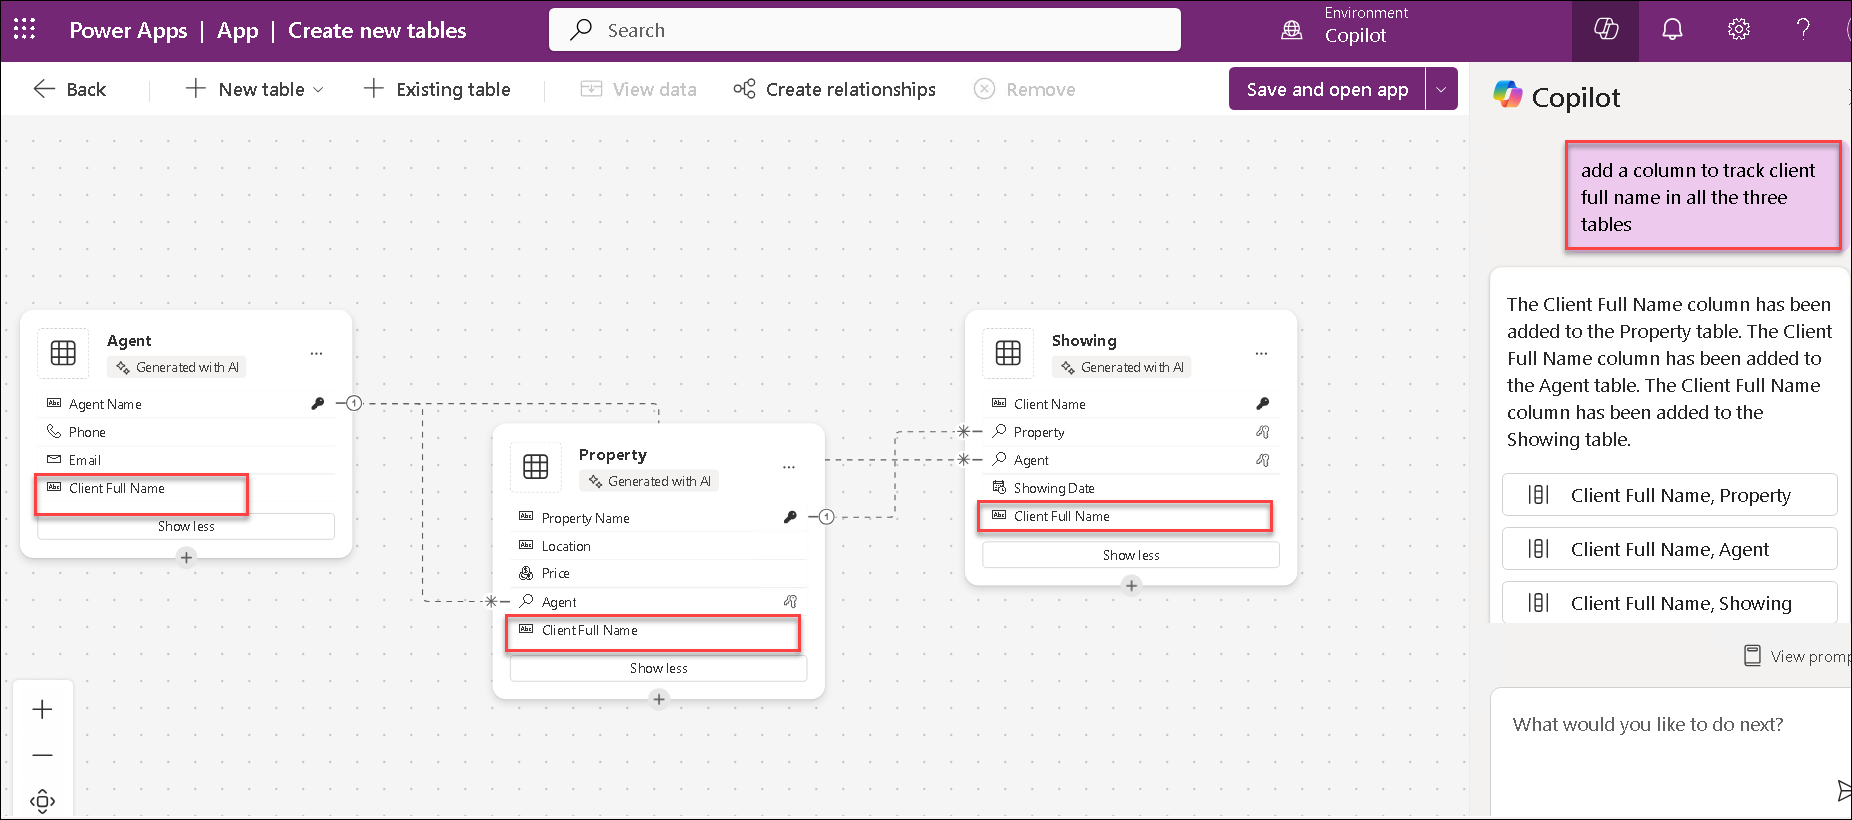 Power Apps | App | Create new tables
Search
Environment
Copilot
?
Back
New table
Existing table
View data
Create relationships
Remove
Save and open app
Copilot
add a column to track client
full name in all the three
tables
The Client Full Name column has been
added to the Property table. The Client
Full Name column has been added to
the Agent table. The Client Full Name
column has been added to the
Showing table.
Client Full Name, Property
Client Full Name, Agent
Client Full Name, Showing
View promp
What would you like to do next?
Agent
Generated with AI
Abc Agent Name
1
Phone
Email
Abc Client Full Name
Show less
Property
Generated with AI
Abc Property Name
1
Location
Price
Agent
Abc Client Full Name
Show less
Showing
Generated with AI
Abc Client Name
Property
Agent
Showing Date
Abc Client Full Name
Show less